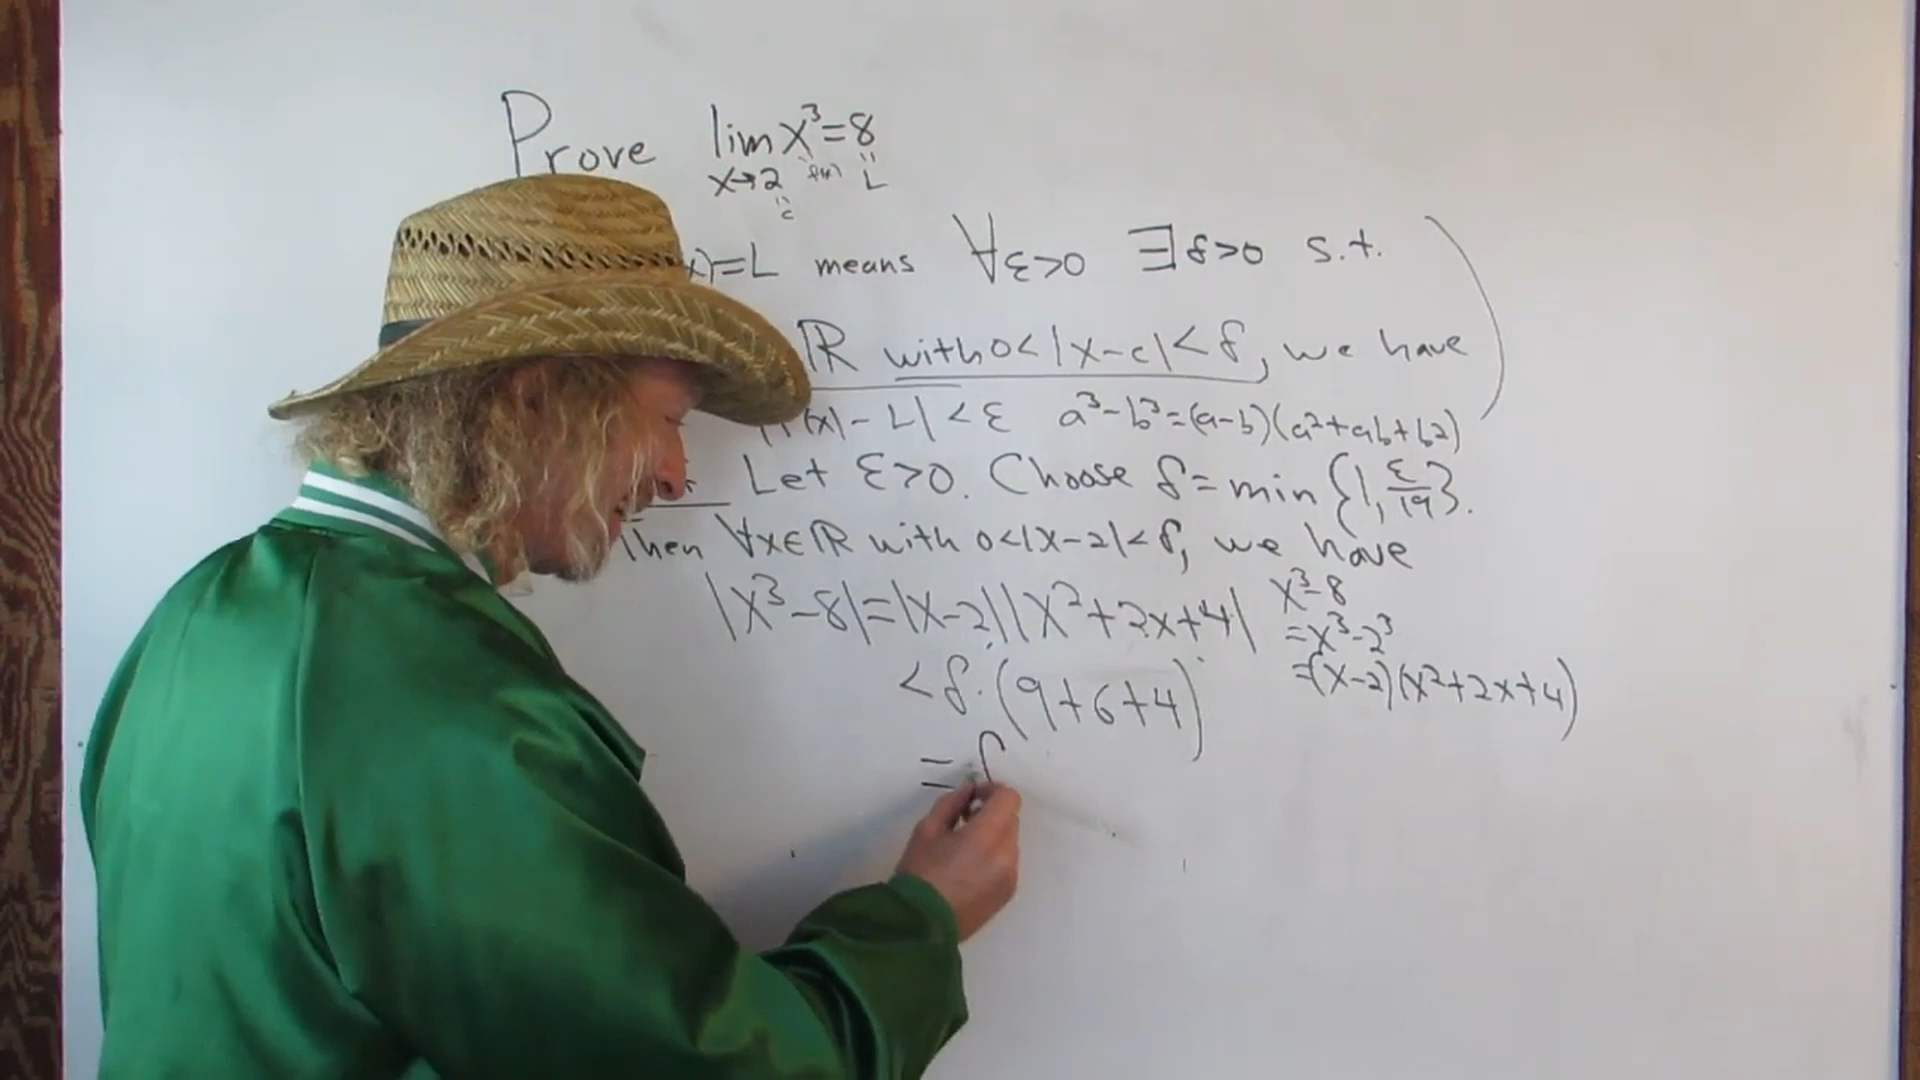 Prove lim x³=8
x→2 f(x) L
c
x)=L means ∀ε>0 ∃δ>0 s.t.
ℝ with 0<|x-c|<δ, we have
(x)-L|<ε a³-b³=(a-b)(a²+ab+b²)
Let ε>0. Choose δ=min{1, ε/19}.
Then ∀x∈ℝ with 0<|x-2|<δ, we have
|x³-8|=|x-2||x²+2x+4| x³-8
=x³-2³
<δ·(9+6+4) =(x-2)(x²+2x+4)
=δ